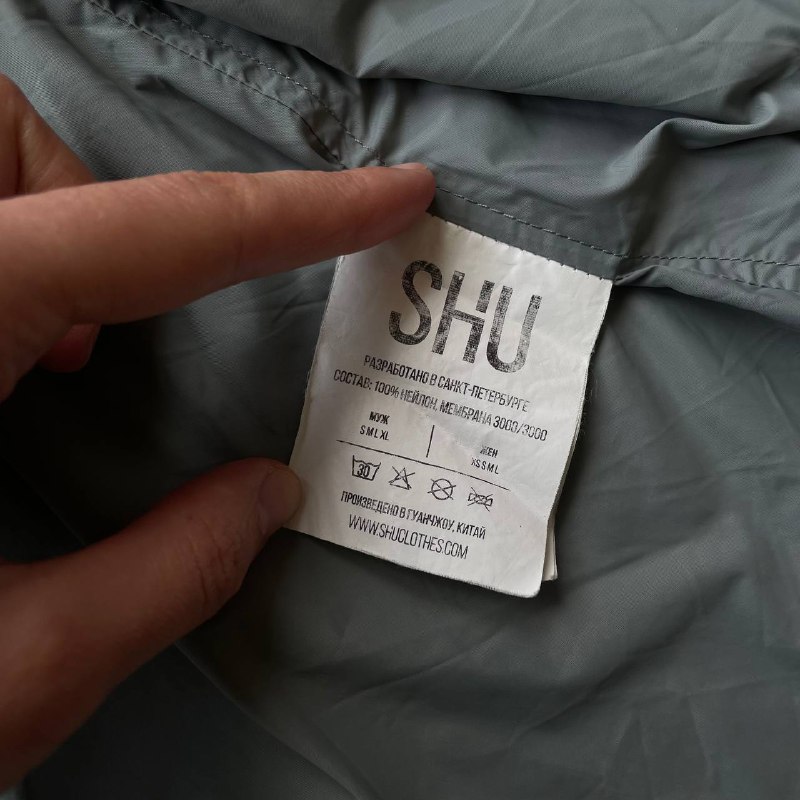 SHU
РАЗРАБОТАНО В САНКТ-ПЕТЕРБУРГЕ
СОСТАВ: 100% НЕЙЛОН, МЕМБРАНА 3000/3000
МУЖ
S M L XL
ЖЕН
XS S M L
30
ПРОИЗВЕДЕНО В ГУАНЧЖОУ, КИТАЙ
WWW.SHUCLOTHES.COM